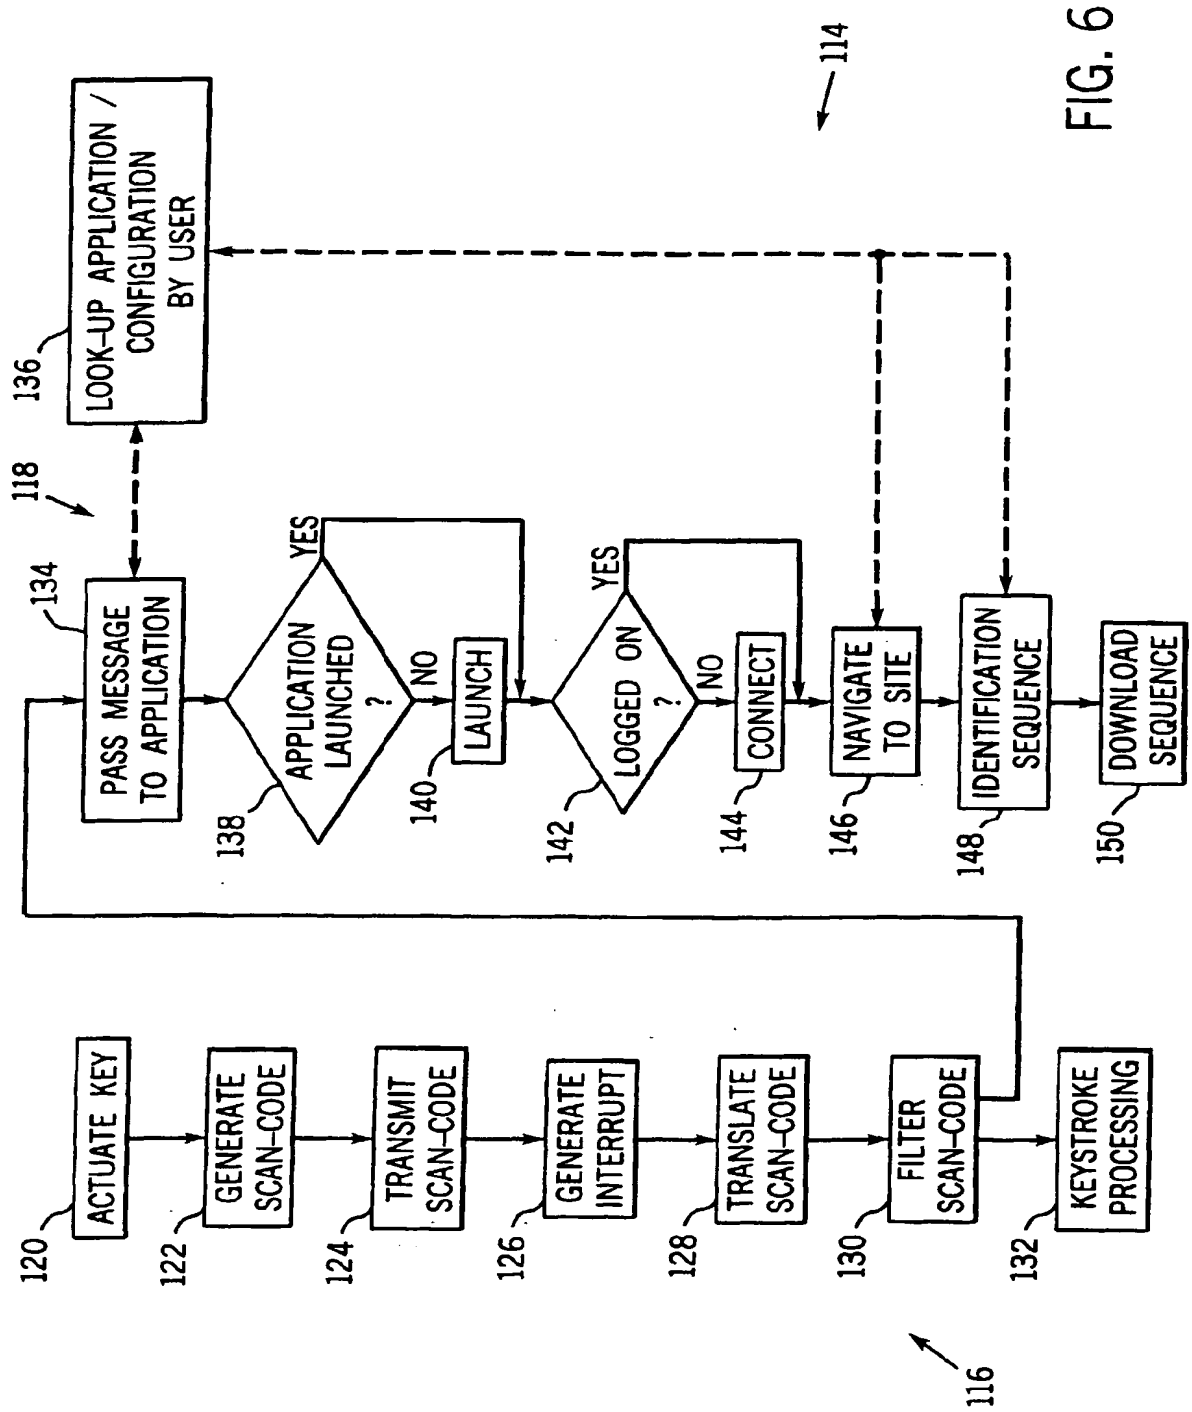 120
ACTUATE KEY
122
GENERATE
SCAN-CODE
124
TRANSMIT
SCAN-CODE
126
GENERATE
INTERRUPT
128
TRANSLATE
SCAN-CODE
130
FILTER
SCAN-CODE
132
KEYSTROKE
PROCESSING
116
134
PASS MESSAGE
TO APPLICATION
118
136
LOOK-UP APPLICATION /
CONFIGURATION
BY USER
138
APPLICATION
LAUNCHED
?
YES
NO
140
LAUNCH
142
LOGGED ON
?
YES
NO
144
CONNECT
146
NAVIGATE
TO SITE
148
IDENTIFICATION
SEQUENCE
150
DOWNLOAD
SEQUENCE
114
FIG. 6